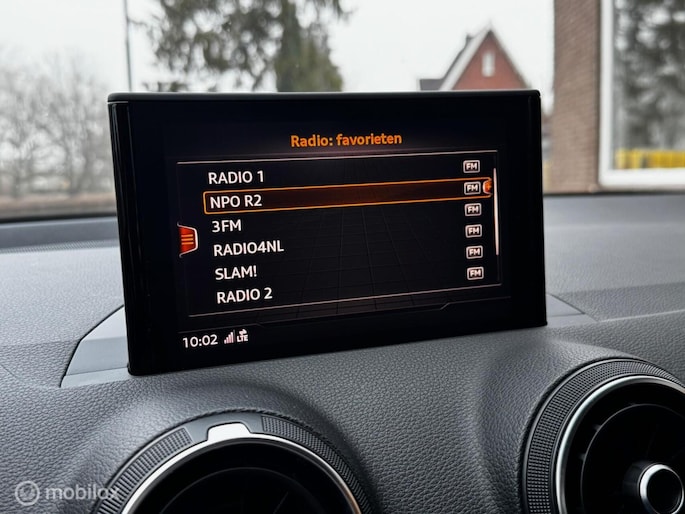 Radio: favorieten
RADIO 1 FM
NPO R2 FM
3FM FM
RADIO4NL FM
SLAM! FM
RADIO 2
10:02 LTE
mobilox